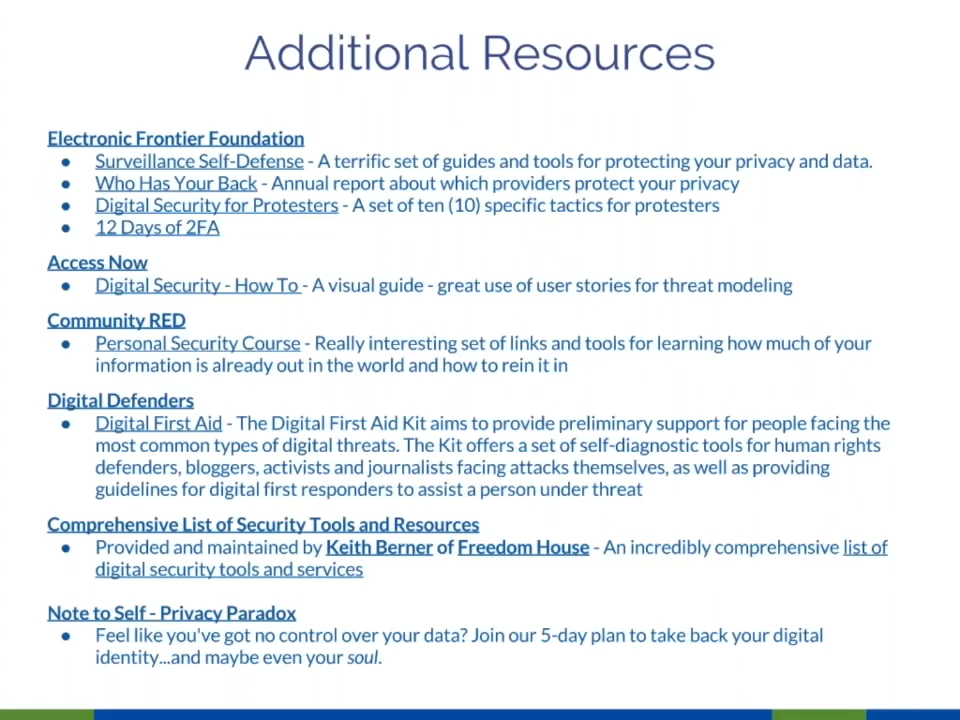 Additional Resources
Electronic Frontier Foundation
● Surveillance Self-Defense - A terrific set of guides and tools for protecting your privacy and data.
● Who Has Your Back - Annual report about which providers protect your privacy
● Digital Security for Protesters - A set of ten (10) specific tactics for protesters
● 12 Days of 2FA
Access Now
● Digital Security - How To - A visual guide - great use of user stories for threat modeling
Community RED
● Personal Security Course - Really interesting set of links and tools for learning how much of your
information is already out in the world and how to rein it in
Digital Defenders
● Digital First Aid - The Digital First Aid Kit aims to provide preliminary support for people facing the
most common types of digital threats. The Kit offers a set of self-diagnostic tools for human rights
defenders, bloggers, activists and journalists facing attacks themselves, as well as providing
guidelines for digital first responders to assist a person under threat
Comprehensive List of Security Tools and Resources
● Provided and maintained by Keith Berner of Freedom House - An incredibly comprehensive list of
digital security tools and services
Note to Self - Privacy Paradox
● Feel like you've got no control over your data? Join our 5-day plan to take back your digital
identity...and maybe even your soul.